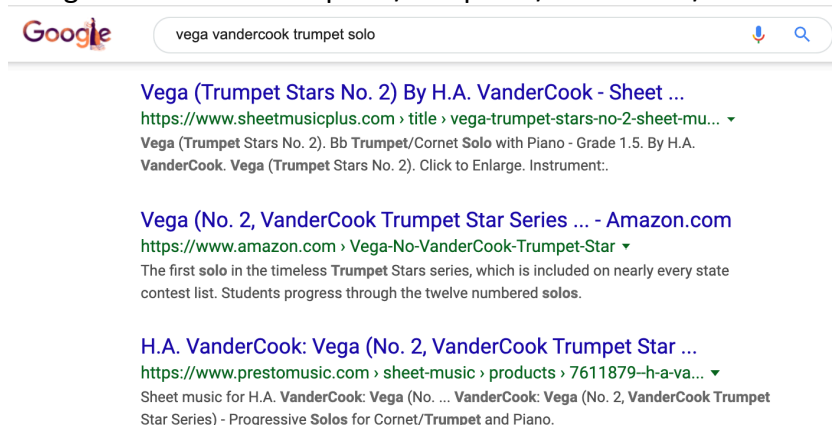 Google
vega vandercook trumpet solo
Vega (Trumpet Stars No. 2) By H.A. VanderCook - Sheet ...
https://www.sheetmusicplus.com › title › vega-trumpet-stars-no-2-sheet-mu...
Vega (Trumpet Stars No. 2). Bb Trumpet/Cornet Solo with Piano - Grade 1.5. By H.A.
VanderCook. Vega (Trumpet Stars No. 2). Click to Enlarge. Instrument:.
Vega (No. 2, VanderCook Trumpet Star Series ... - Amazon.com
https://www.amazon.com › Vega-No-VanderCook-Trumpet-Star
The first solo in the timeless Trumpet Stars series, which is included on nearly every state
contest list. Students progress through the twelve numbered solos.
H.A. VanderCook: Vega (No. 2, VanderCook Trumpet Star ...
https://www.prestomusic.com › sheet-music › products › 7611879--h-a-va...
Sheet music for H.A. VanderCook: Vega (No. ... VanderCook: Vega (No. 2, VanderCook Trumpet
Star Series) - Progressive Solos for Cornet/Trumpet and Piano.